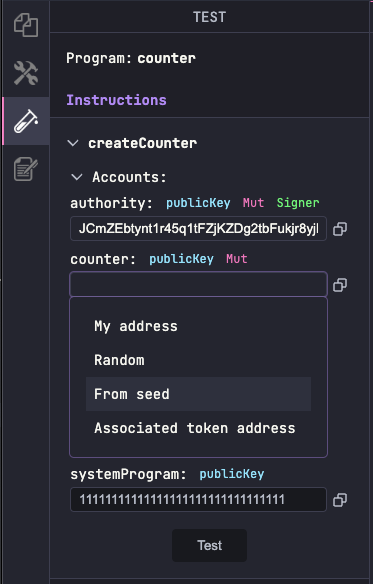 TEST
Program: counter
Instructions
createCounter
Accounts:
authority: publicKey Mut Signer
JCmZEbtynt1r45q1tFZjKZDg2tbFukjr8yjl
counter: publicKey Mut
My address
Random
From seed
Associated token address
systemProgram: publicKey
11111111111111111111111111111111
Test